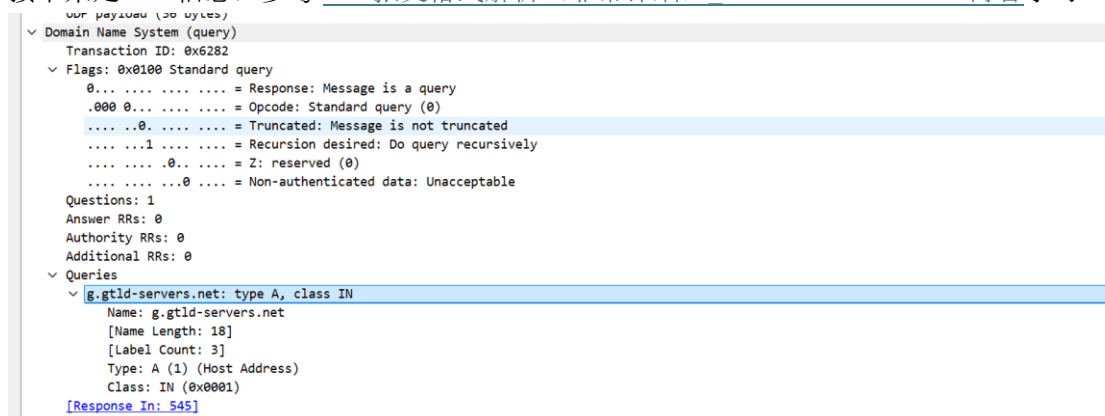 UDP payload (36 bytes)
Domain Name System (query)
Transaction ID: 0x6282
Flags: 0x0100 Standard query
0... .... .... .... = Response: Message is a query
.000 0... .... .... = Opcode: Standard query (0)
.... ..0. .... .... = Truncated: Message is not truncated
.... ...1 .... .... = Recursion desired: Do query recursively
.... .... .0.. .... = Z: reserved (0)
.... .... ...0 .... = Non-authenticated data: Unacceptable
Questions: 1
Answer RRs: 0
Authority RRs: 0
Additional RRs: 0
Queries
g.gtld-servers.net: type A, class IN
Name: g.gtld-servers.net
[Name Length: 18]
[Label Count: 3]
Type: A (1) (Host Address)
Class: IN (0x0001)
[Response In: 545]